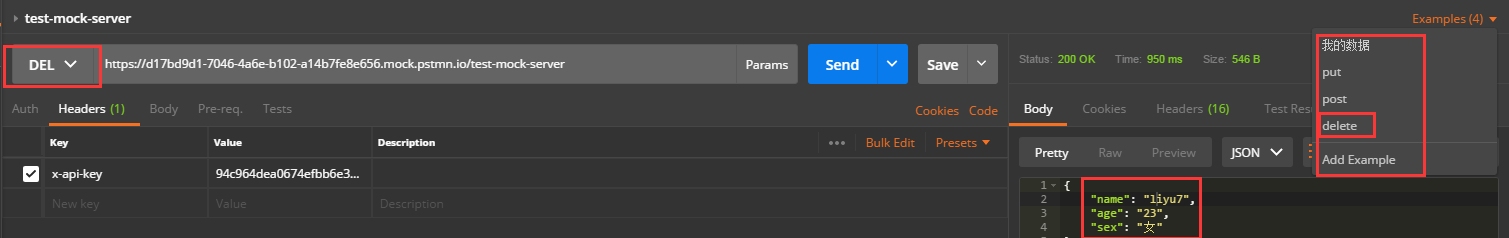 test-mock-server
Examples (4)
DEL
https://d17bd9d1-7046-4a6e-b102-a14b7fe8e656.mock.pstmn.io/test-mock-server
Params
Send
Save
Status: 200 OK Time: 950 ms Size: 546 B
我的数据
put
post
delete
Add Example
Auth Headers (1) Body Pre-req. Tests
Cookies Code
Body Cookies Headers (16) Test Res
Key Value Description
Bulk Edit Presets
Pretty Raw Preview JSON
x-api-key 94c964dea0674efbb6e3...
New key Value Description
1 {
2 "name": "liyu7",
3 "age": "23",
4 "sex": "女"